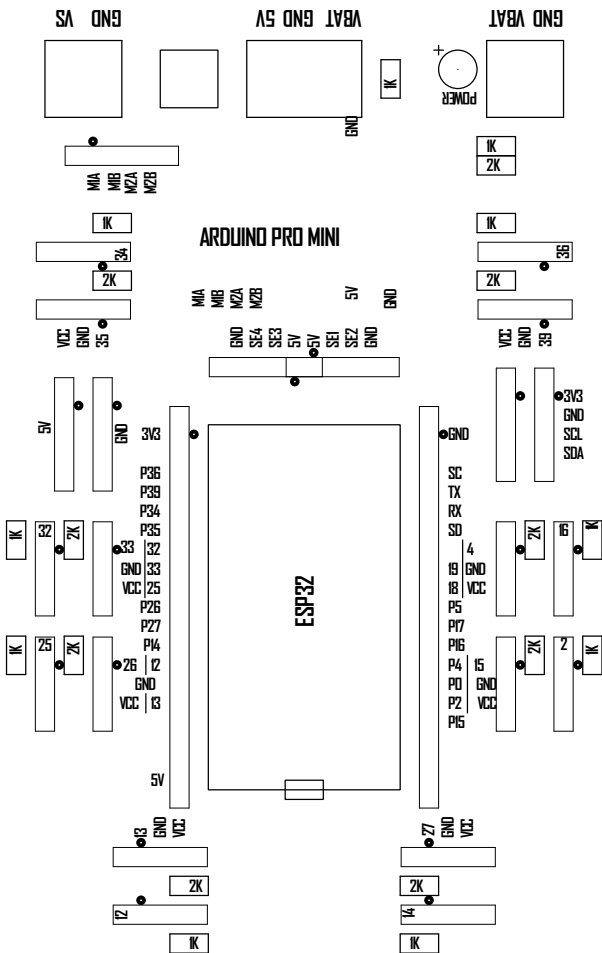 VS GND
VBAT GND 5V
VBAT GND
GND
1K
POWER
1K
2K
M1A
M1B
M2A
M2B
1K
34
2K
VCC
GND
35
ARDUINO PRO MINI
M1A
M1B
M2A
M2B
5V
GND
GND
SE4
SE3
5V
5V
SE1
SE2
GND
1K
36
2K
VCC
GND
39
5V
GND
3V3
GND
3V3
GND
SCL
SDA
P36
P39
P34
P35
33 32
GND 33
VCC 25
P26
P27
P14
26 12
GND
VCC 13
5V
ESP32
SC
TX
RX
SD
4
19 GND
18 VCC
P5
P17
P16
P4 15
P0 GND
P2 VCC
P15
1K
32
2K
1K
25
2K
2K
16
1K
2K
2
1K
13
GND
VCC
2K
12
1K
27
GND
VCC
2K
14
1K